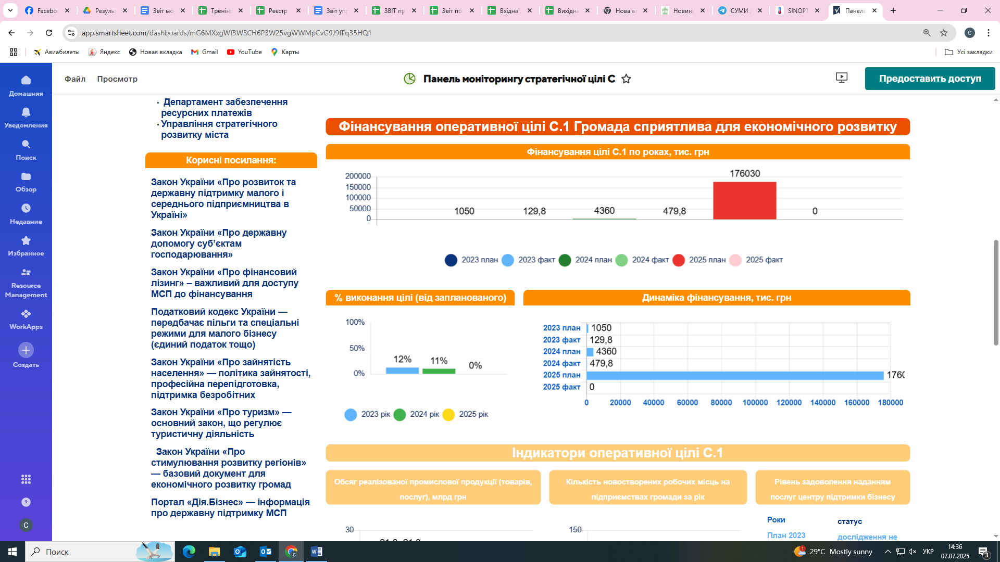 Facebo
Результ
Звіт мо
Тренінг
Реєстр
Звіт упр
ЗВІТ пр
Звіт по
Вхідна
Вихідна
Нова в
Новин
СУМИ
SINOPT
Панель
app.smartsheet.com/dashboards/mG6MXxgWf3W3CH6P3W25vgWWMpCvG9J9fFq35HQ1
C
Авиабилеты
Яндекс
Новая вкладка
Gmail
YouTube
Карты
Усі закладки
Файл
Просмотр
Панель моніторингу стратегічної цілі С
Предоставить доступ
Домашняя
Уведомления
Поиск
Обзор
Недавние
Избранное
Resource
Management
WorkApps
Создать
C
· Департамент забезпечення
ресурсних платежів
· Управління стратегічного
розвитку міста
Корисні посилання:
Закон України «Про розвиток та
державну підтримку малого і
середнього підприємництва в
Україні»
Закон України «Про державну
допомогу суб’єктам
господарювання»
Закон України «Про фінансовий
лізинг» – важливий для доступу
МСП до фінансування
Податковий кодекс України —
передбачає пільги та спеціальні
режими для малого бізнесу
(єдиний податок тощо)
Закон України «Про зайнятість
населення» — політика зайнятості,
професійна перепідготовка,
підтримка безробітних
Закон України «Про туризм» —
основний закон, що регулює
туристичну діяльність
Закон України «Про
стимулювання розвитку регіонів»
— базовий документ для
економічного розвитку громад
Портал «Дія.Бізнес» — інформація
про державну підтримку МСП
Фінансування оперативної цілі С.1 Громада сприятлива для економічного розвитку
Фінансування цілі С.1 по роках, тис. грн
200000
150000
100000
50000
0
1050
129,8
4360
479,8
176030
0
2023 план
2023 факт
2024 план
2024 факт
2025 план
2025 факт
% виконання цілі (від запланованого)
100%
50%
0%
12%
11%
0%
2023 рік
2024 рік
2025 рік
Динаміка фінансування, тис. грн
2023 план 1050
2023 факт 129,8
2024 план 4360
2024 факт 479,8
2025 план 1760
2025 факт 0
0 20000 40000 60000 80000 100000 120000 140000 160000 180000
Індикатори оперативної цілі С.1
Обсяг реалізованої промислової продукції (товарів,
послуг), млрд грн
30
Кількість новостворених робочих місць на
підприємствах громади за рік
150
Рівень задоволення наданням
послуг центру підтримки бізнесу
Роки
статус
План 2023
дослідження не
Поиск
29°C Mostly sunny
УКР
14:36
07.07.2025
3